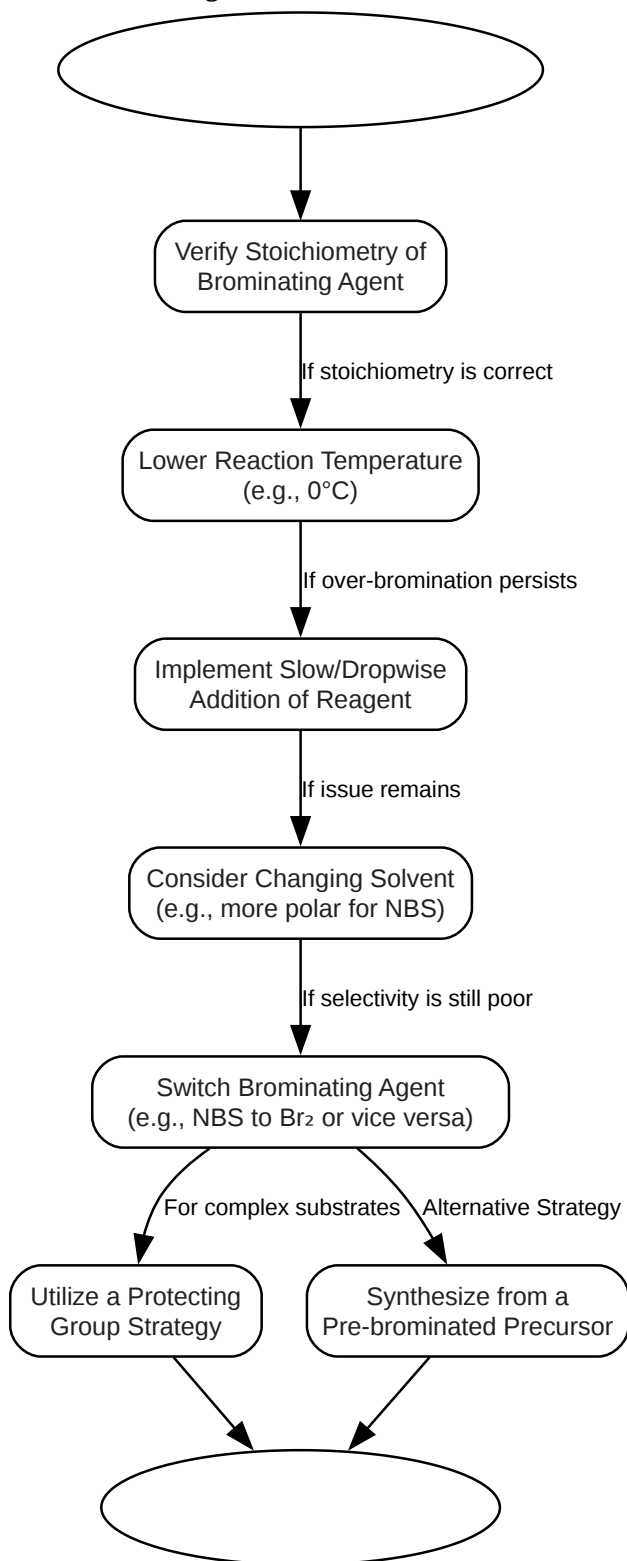 Verify Stoichiometry of
Brominating Agent
If stoichiometry is correct
Lower Reaction Temperature
(e.g., 0°C)
If over-bromination persists
Implement Slow/Dropwise
Addition of Reagent
If issue remains
Consider Changing Solvent
(e.g., more polar for NBS)
If selectivity is still poor
Switch Brominating Agent
(e.g., NBS to Br₂ or vice versa)
For complex substrates
Alternative Strategy
Utilize a Protecting
Group Strategy
Synthesize from a
Pre-brominated Precursor